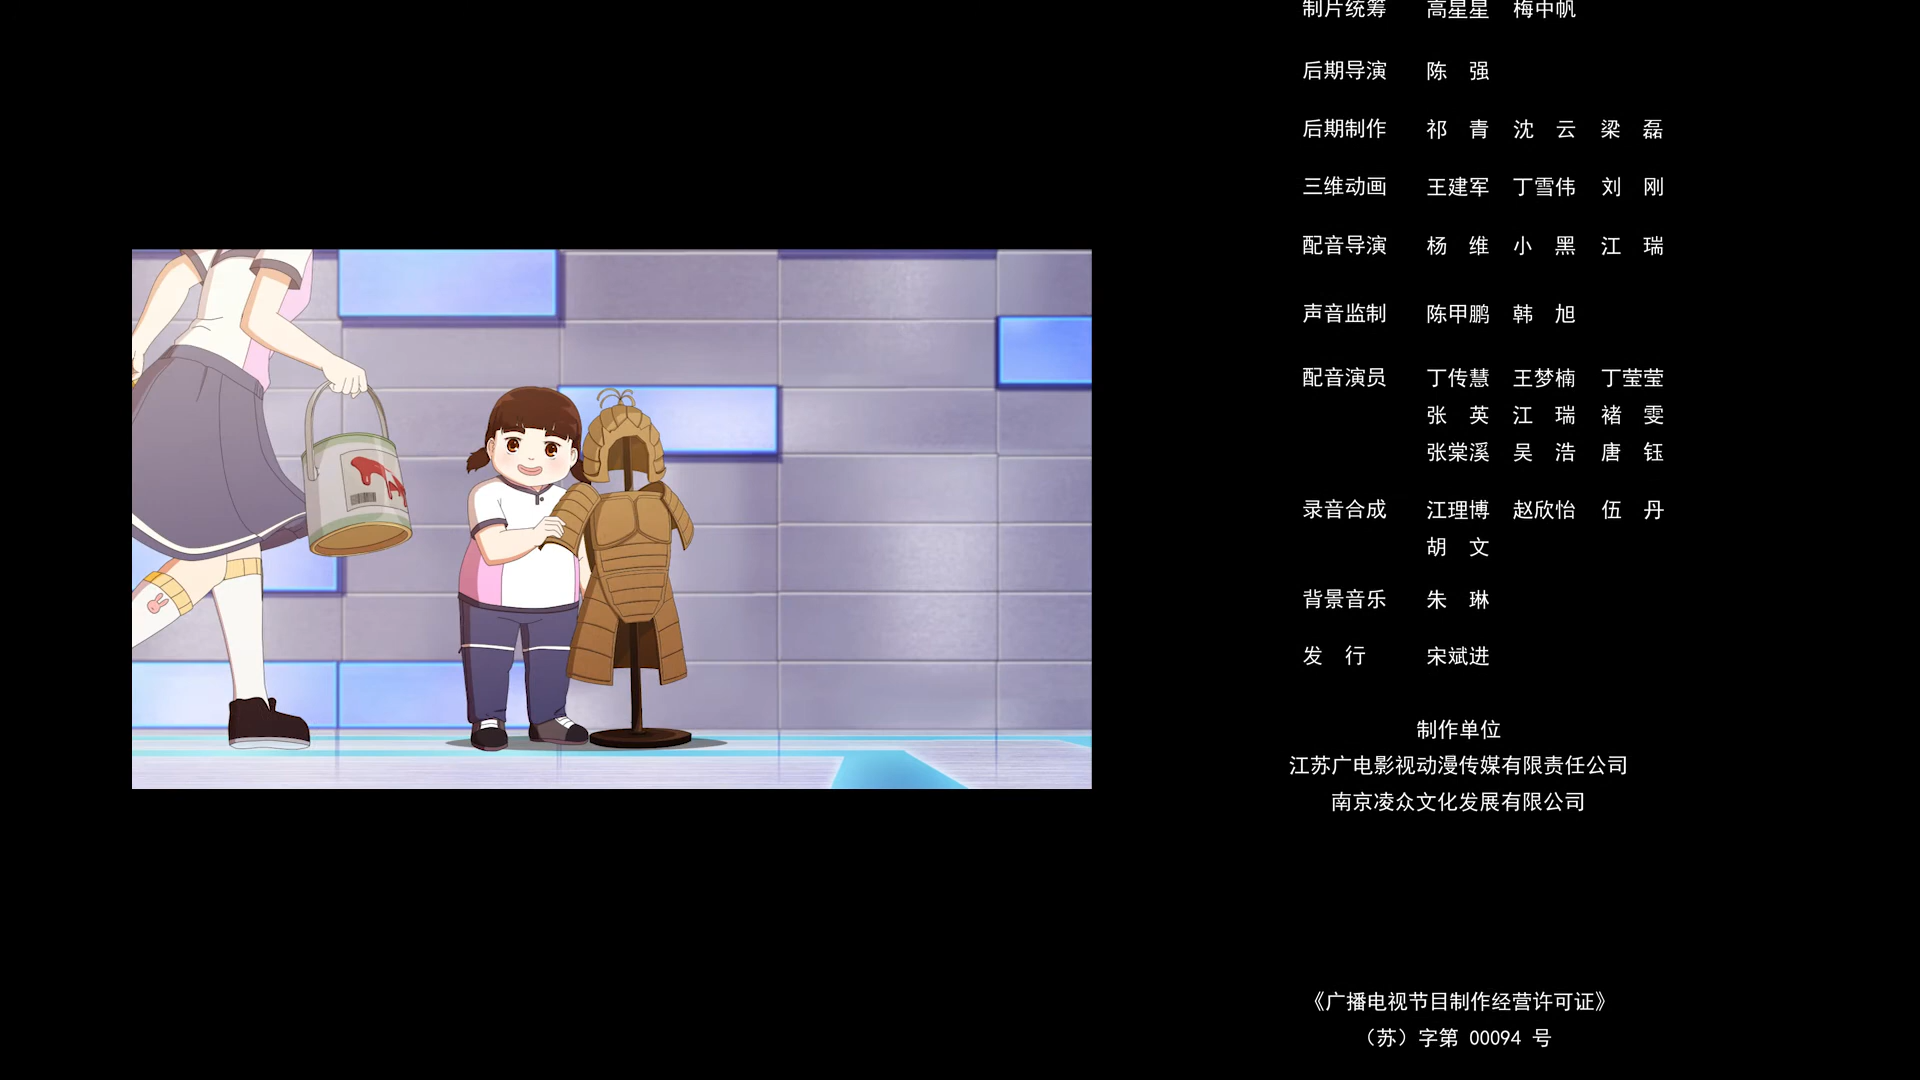 制片统筹 高星星 梅中帆
后期导演 陈 强
后期制作 祁 青 沈 云 梁 磊
三维动画 王建军 丁雪伟 刘 刚
配音导演 杨 维 小 黑 江 瑞
声音监制 陈甲鹏 韩 旭
配音演员 丁传慧 王梦楠 丁莹莹
张 英 江 瑞 褚 雯
张棠溪 吴 浩 唐 钰
录音合成 江理博 赵欣怡 伍 丹
胡 文
背景音乐 朱 琳
发 行 宋斌进
制作单位
江苏广电影视动漫传媒有限责任公司
南京凌众文化发展有限公司
《广播电视节目制作经营许可证》
（苏）字第 00094 号